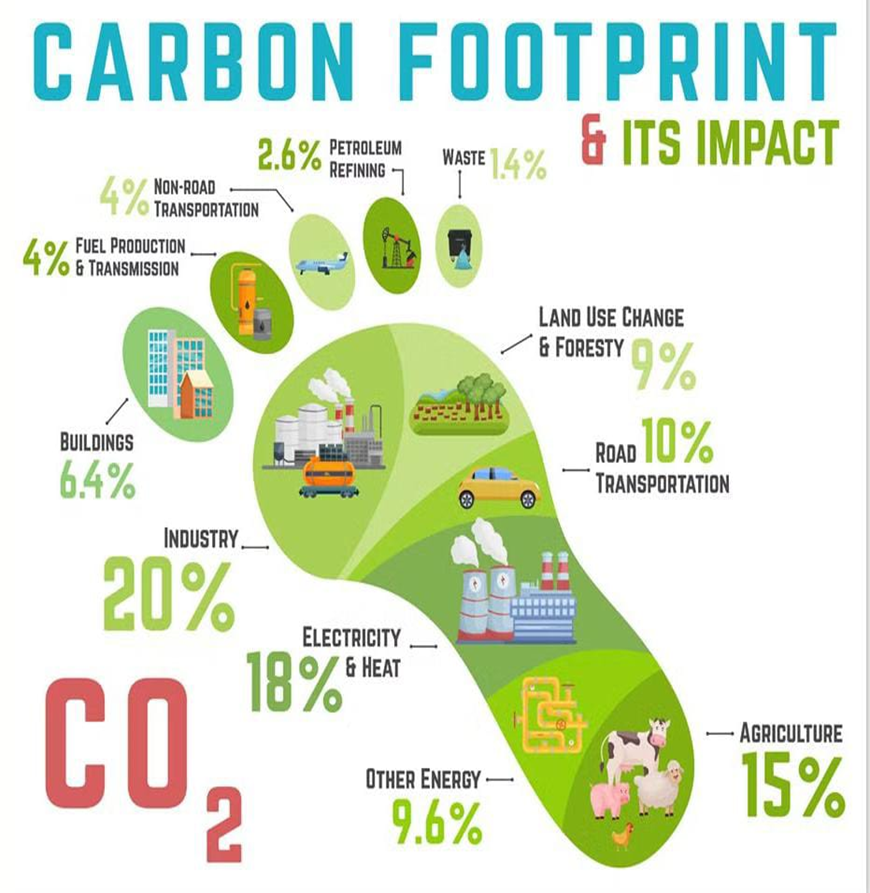 CARBON FOOTPRINT
& ITS IMPACT
2.6% PETROLEUM
REFINING
WASTE 1.4%
4% NON-ROAD
TRANSPORTATION
4% FUEL PRODUCTION
& TRANSMISSION
LAND USE CHANGE
& FORESTY 9%
BUILDINGS
6.4%
ROAD 10%
TRANSPORTATION
INDUSTRY
20%
ELECTRICITY
18% & HEAT
CO2
AGRICULTURE
15%
OTHER ENERGY
9.6%